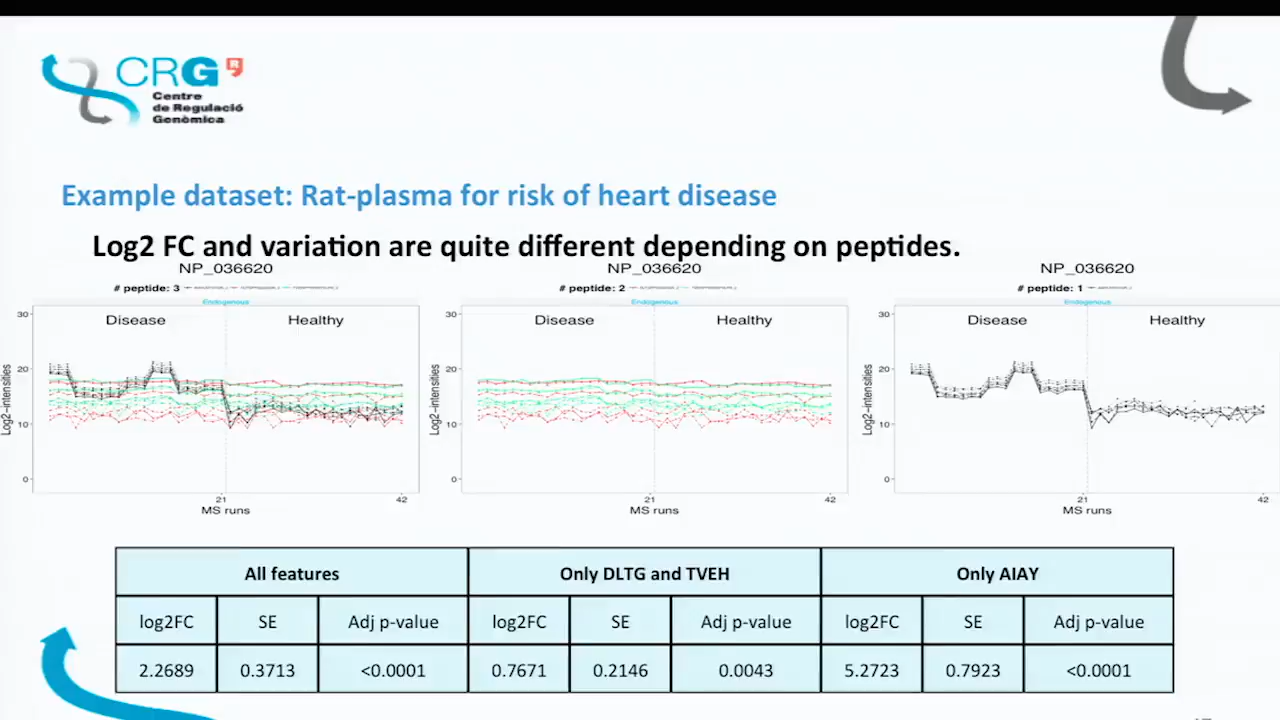 CRG
Centre
de Regulació
Genòmica
Example dataset: Rat-plasma for risk of heart disease
Log2 FC and variation are quite different depending on peptides.
NP_036620
# peptide: 3
Endogenous
Disease
Healthy
30
20
10
0
Log2-intensities
21
42
MS runs
NP_036620
# peptide: 2
Endogenous
Disease
Healthy
30
20
10
0
Log2-intensities
21
42
MS runs
NP_036620
# peptide: 1
Endogenous
Disease
Healthy
30
20
10
0
Log2-intensities
21
42
MS runs
All features Only DLTG and TVEH Only AIAY
log2FC SE Adj p-value log2FC SE Adj p-value log2FC SE Adj p-value
2.2689 0.3713 <0.0001 0.7671 0.2146 0.0043 5.2723 0.7923 <0.0001